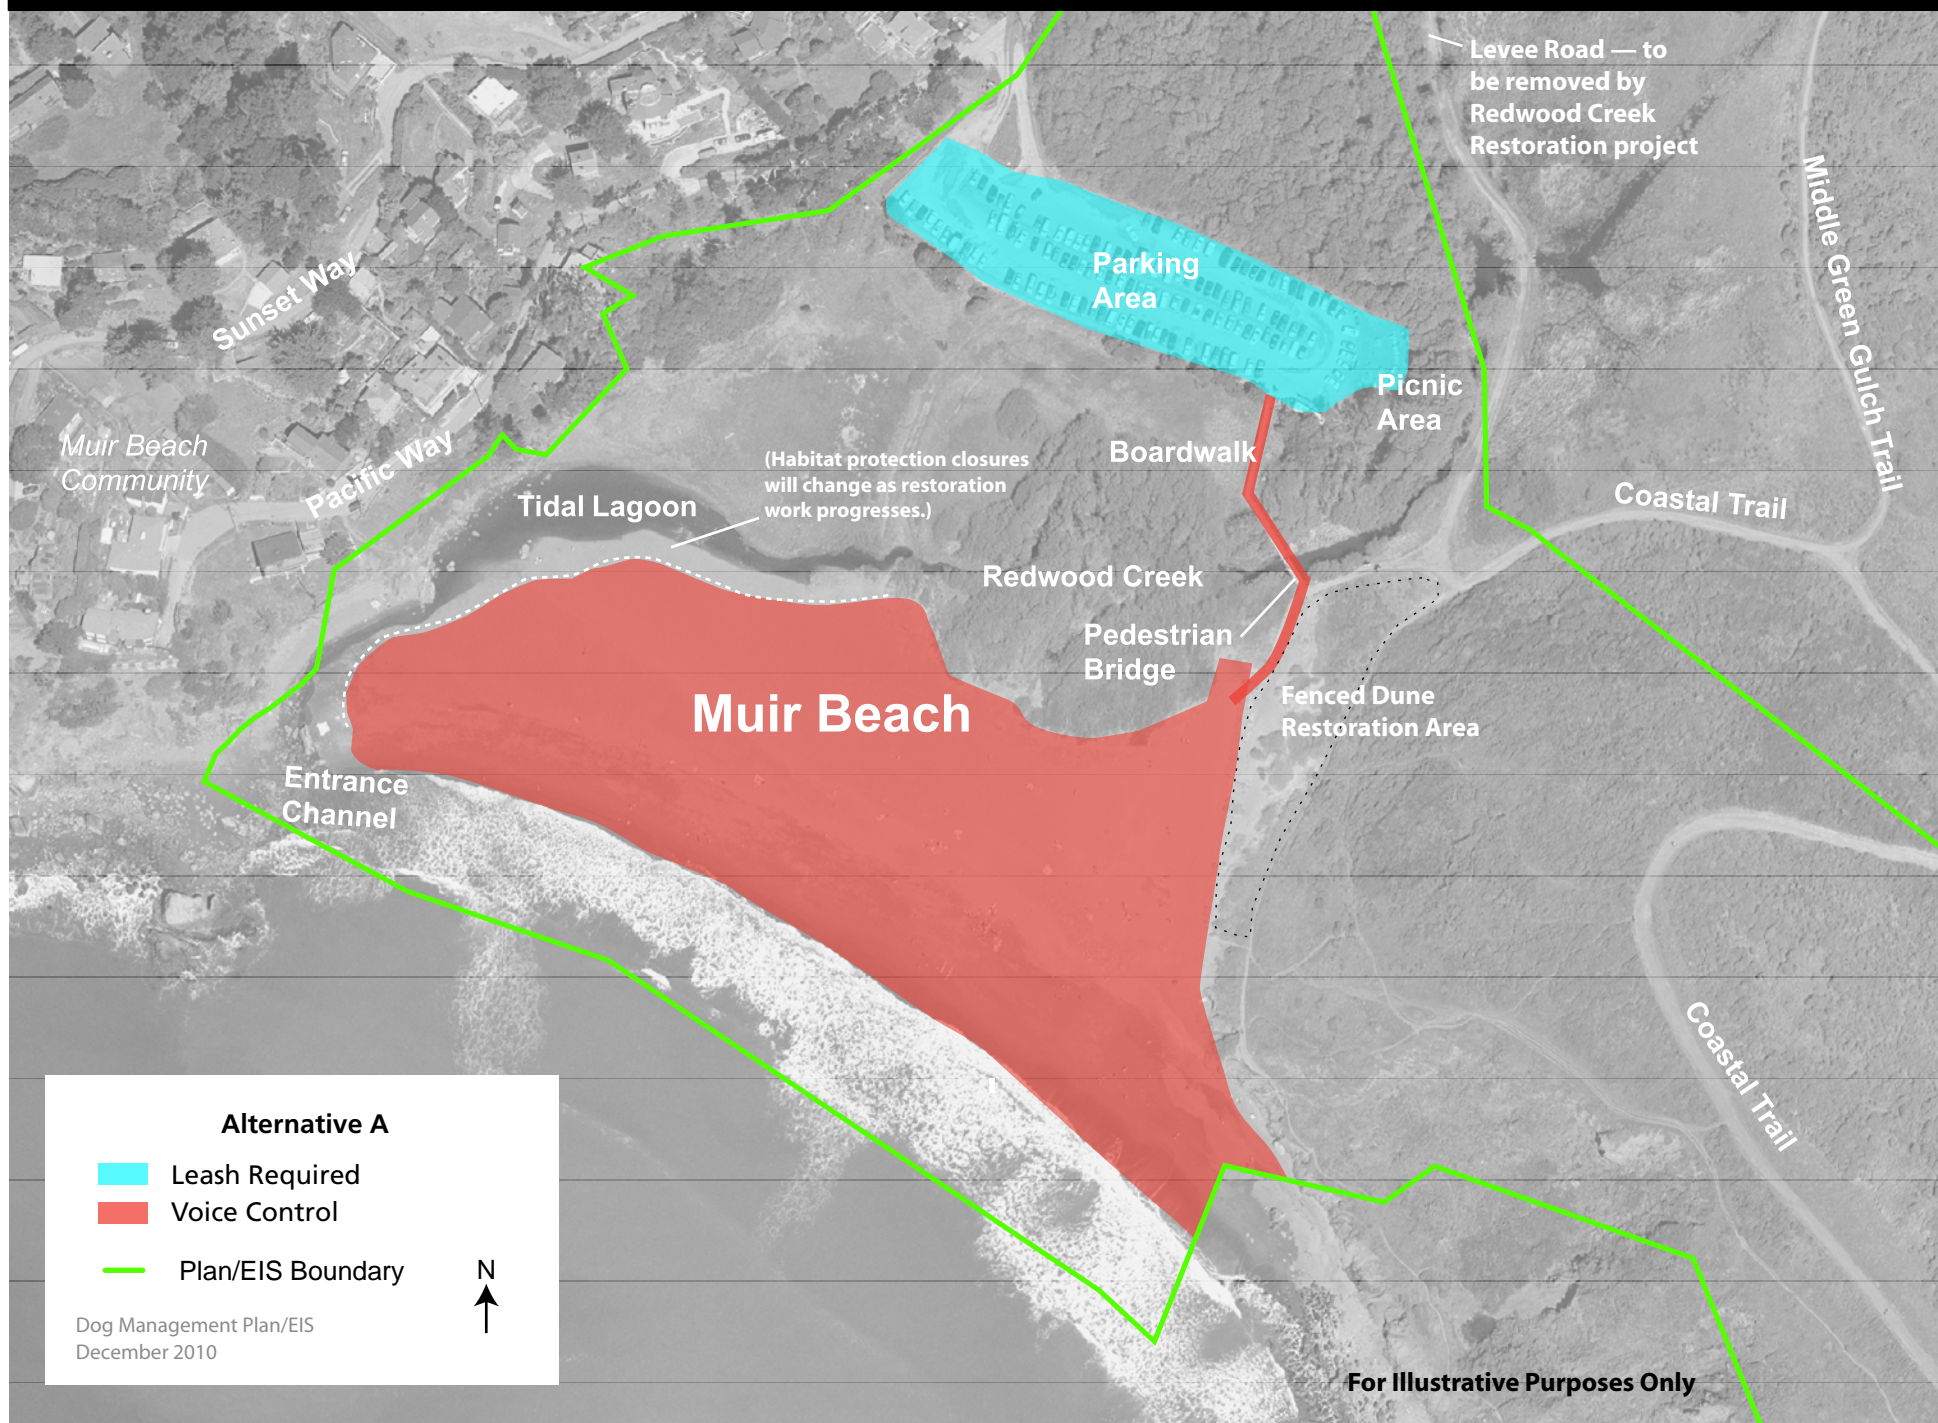 Levee Road — to
be removed by
Redwood Creek
Restoration project
Middle Green Gulch Trail
Sunset Way
Parking
Area
Picnic
Area
Muir Beach
Community
Pacific Way
Boardwalk
(Habitat protection closures
will change as restoration
work progresses.)
Tidal Lagoon
Coastal Trail
Redwood Creek
Pedestrian
Bridge
Muir Beach
Fenced Dune
Restoration Area
Entrance
Channel
Coastal Trail
Alternative A
Leash Required
Voice Control
Plan/EIS Boundary
N
Dog Management Plan/EIS
December 2010
For Illustrative Purposes Only